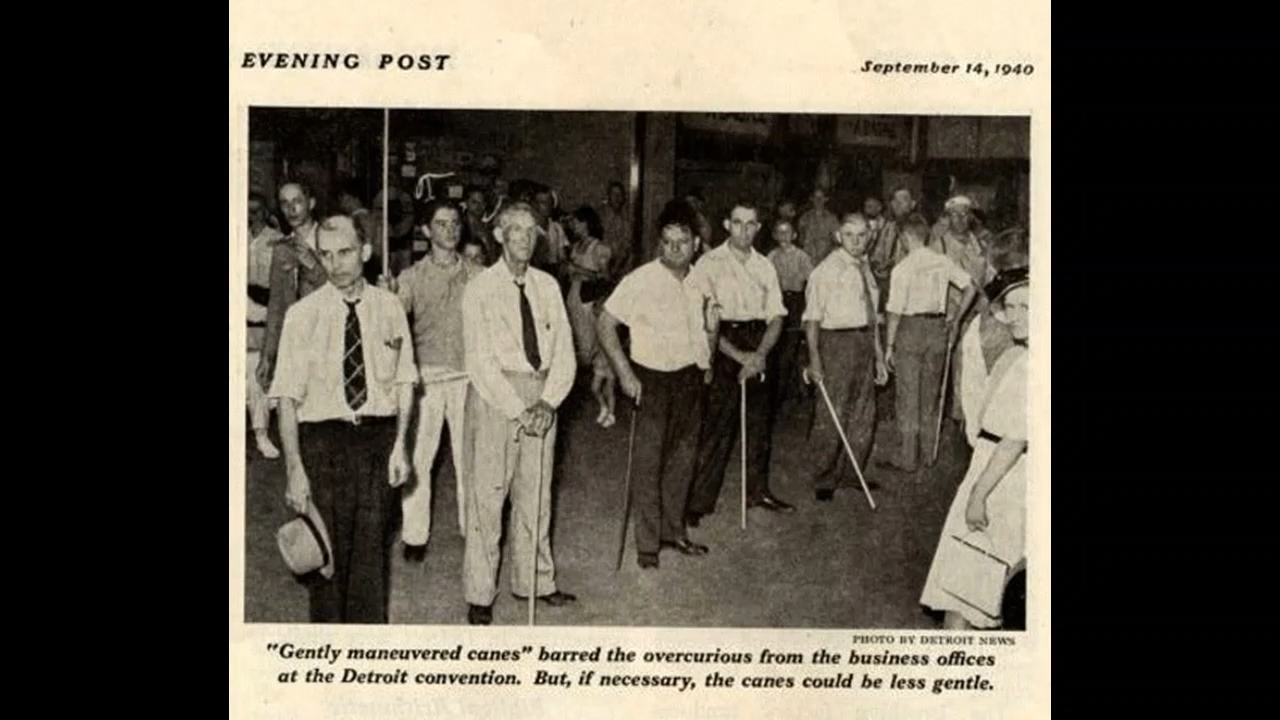 EVENING POST
September 14, 1940
PHOTO BY DETROIT NEWS
"Gently maneuvered canes" barred the overcurious from the business offices
at the Detroit convention. But, if necessary, the canes could be less gentle.